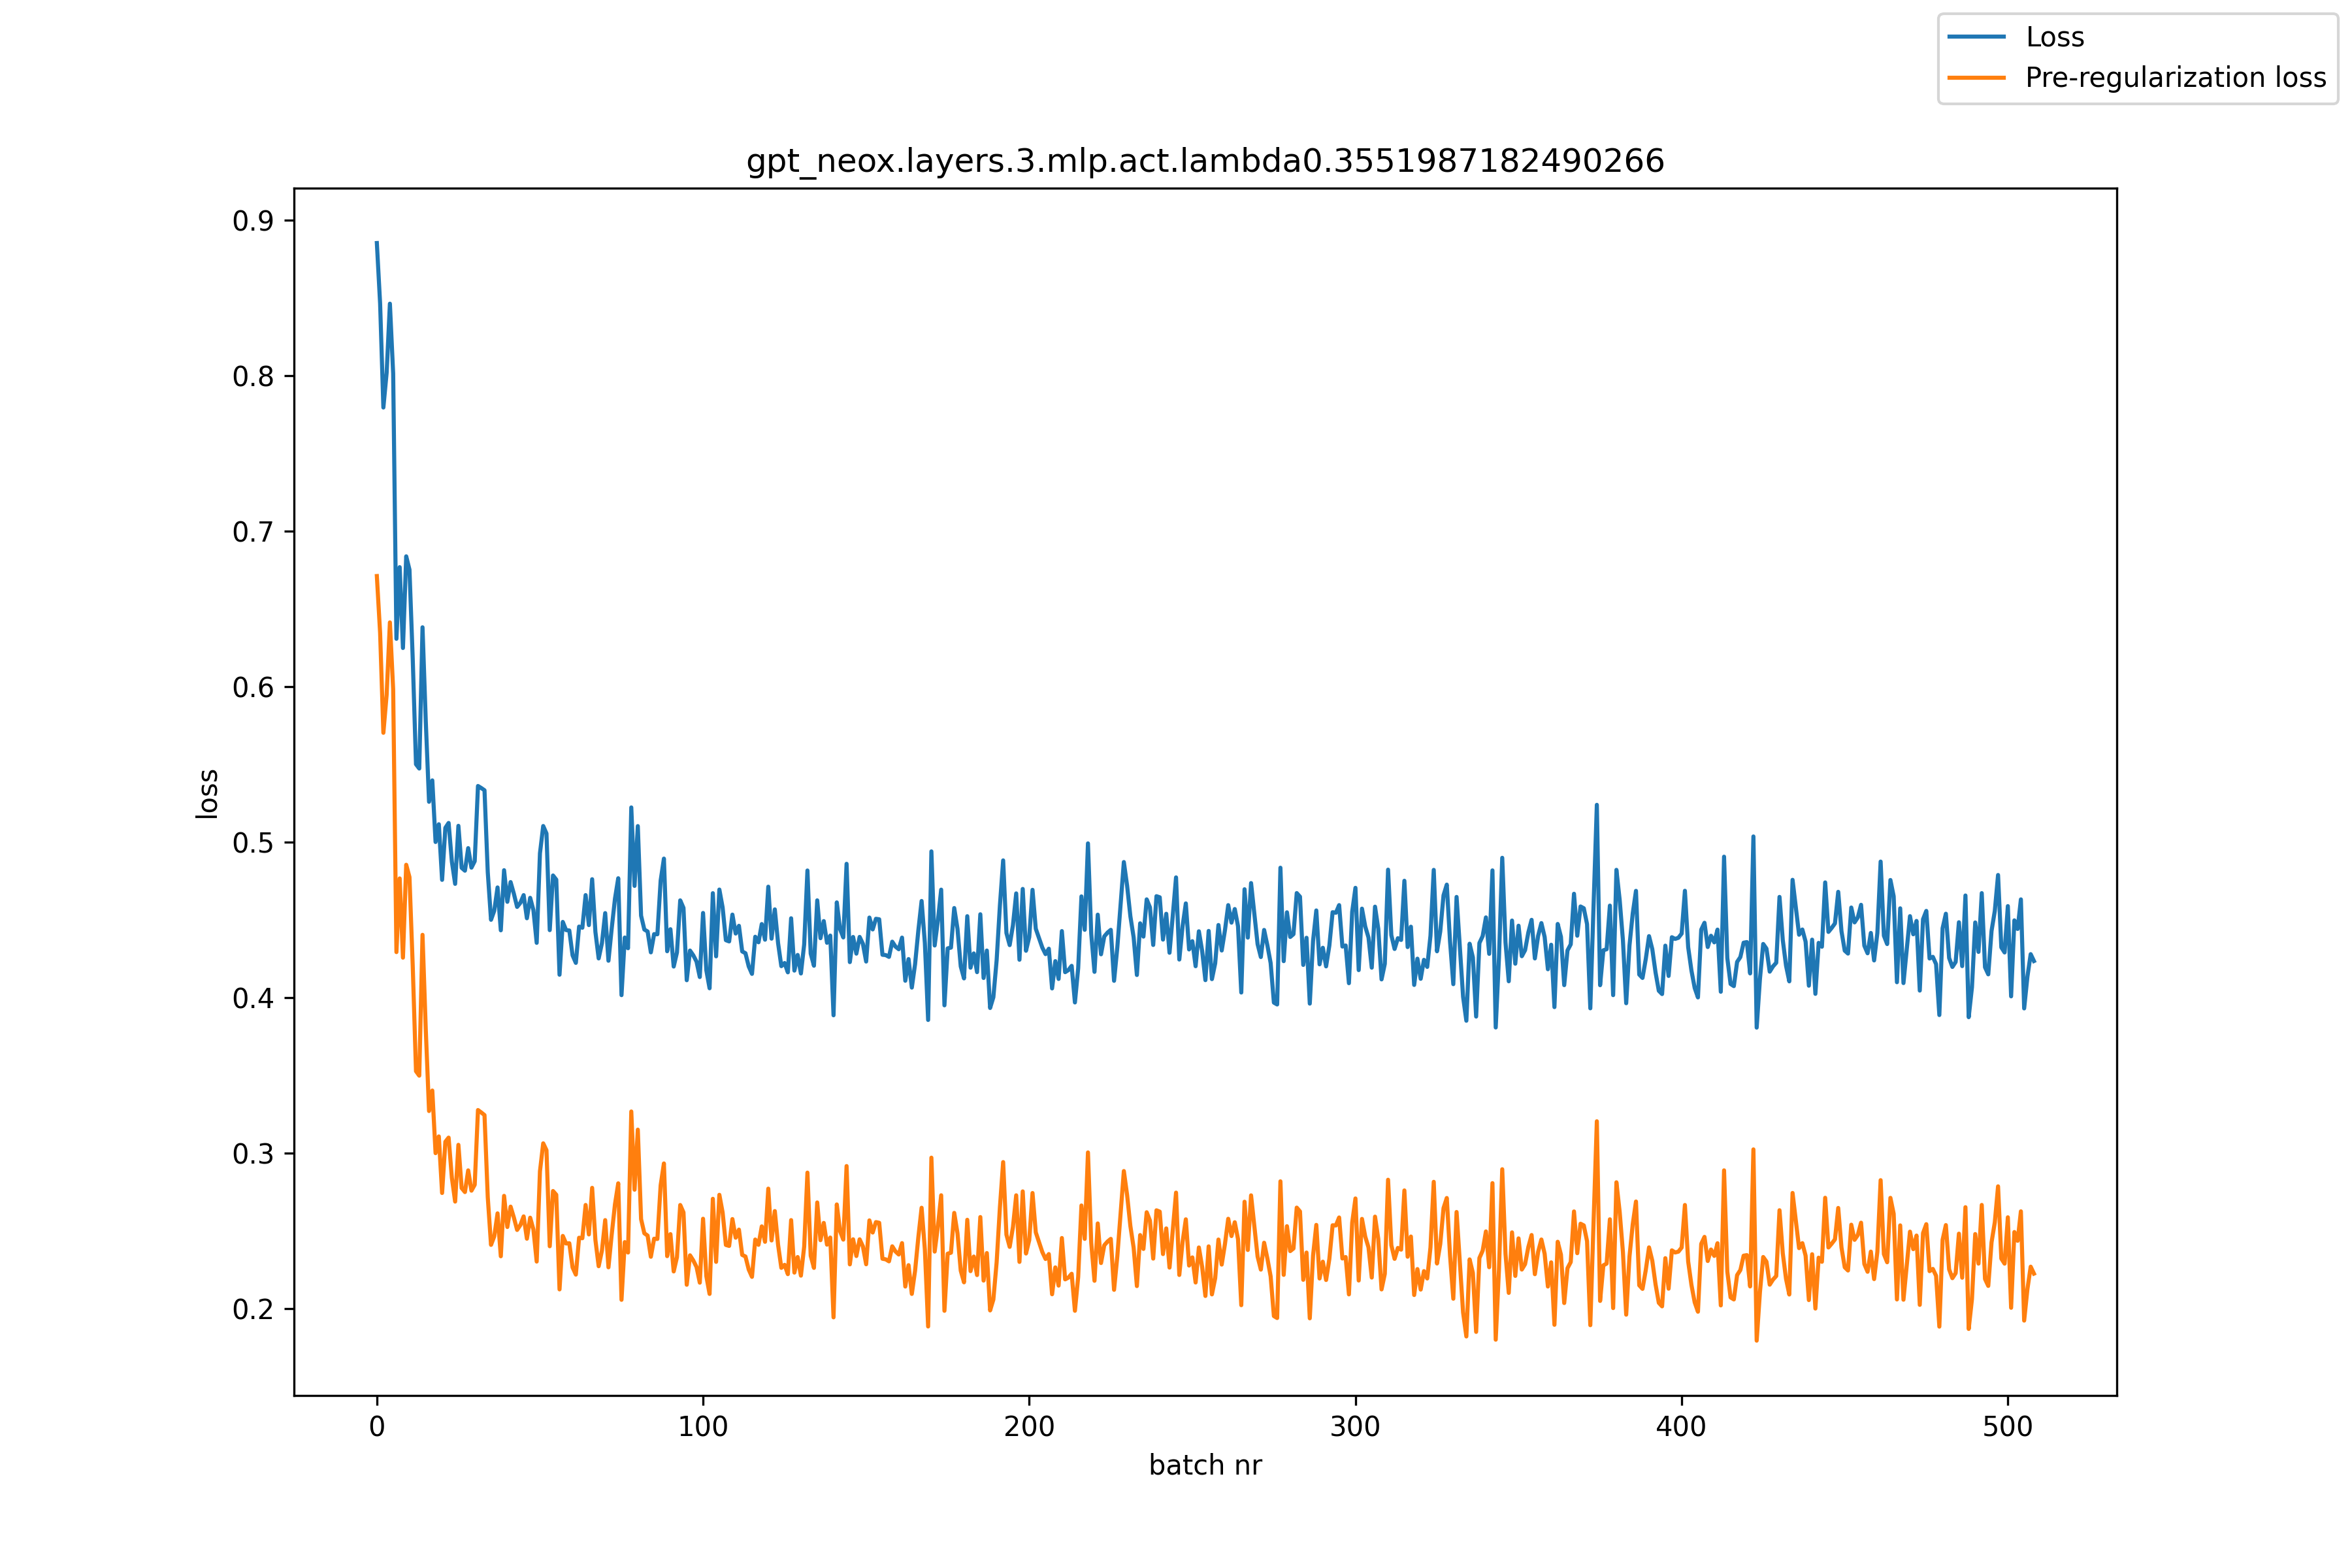 Loss
Pre-regularization loss
gpt_neox.layers.3.mlp.act.lambda0.3551987182490266
0.9
0.8
0.7
0.6
0.5
0.4
0.3
0.2
loss
0 100 200 300 400 500
batch nr